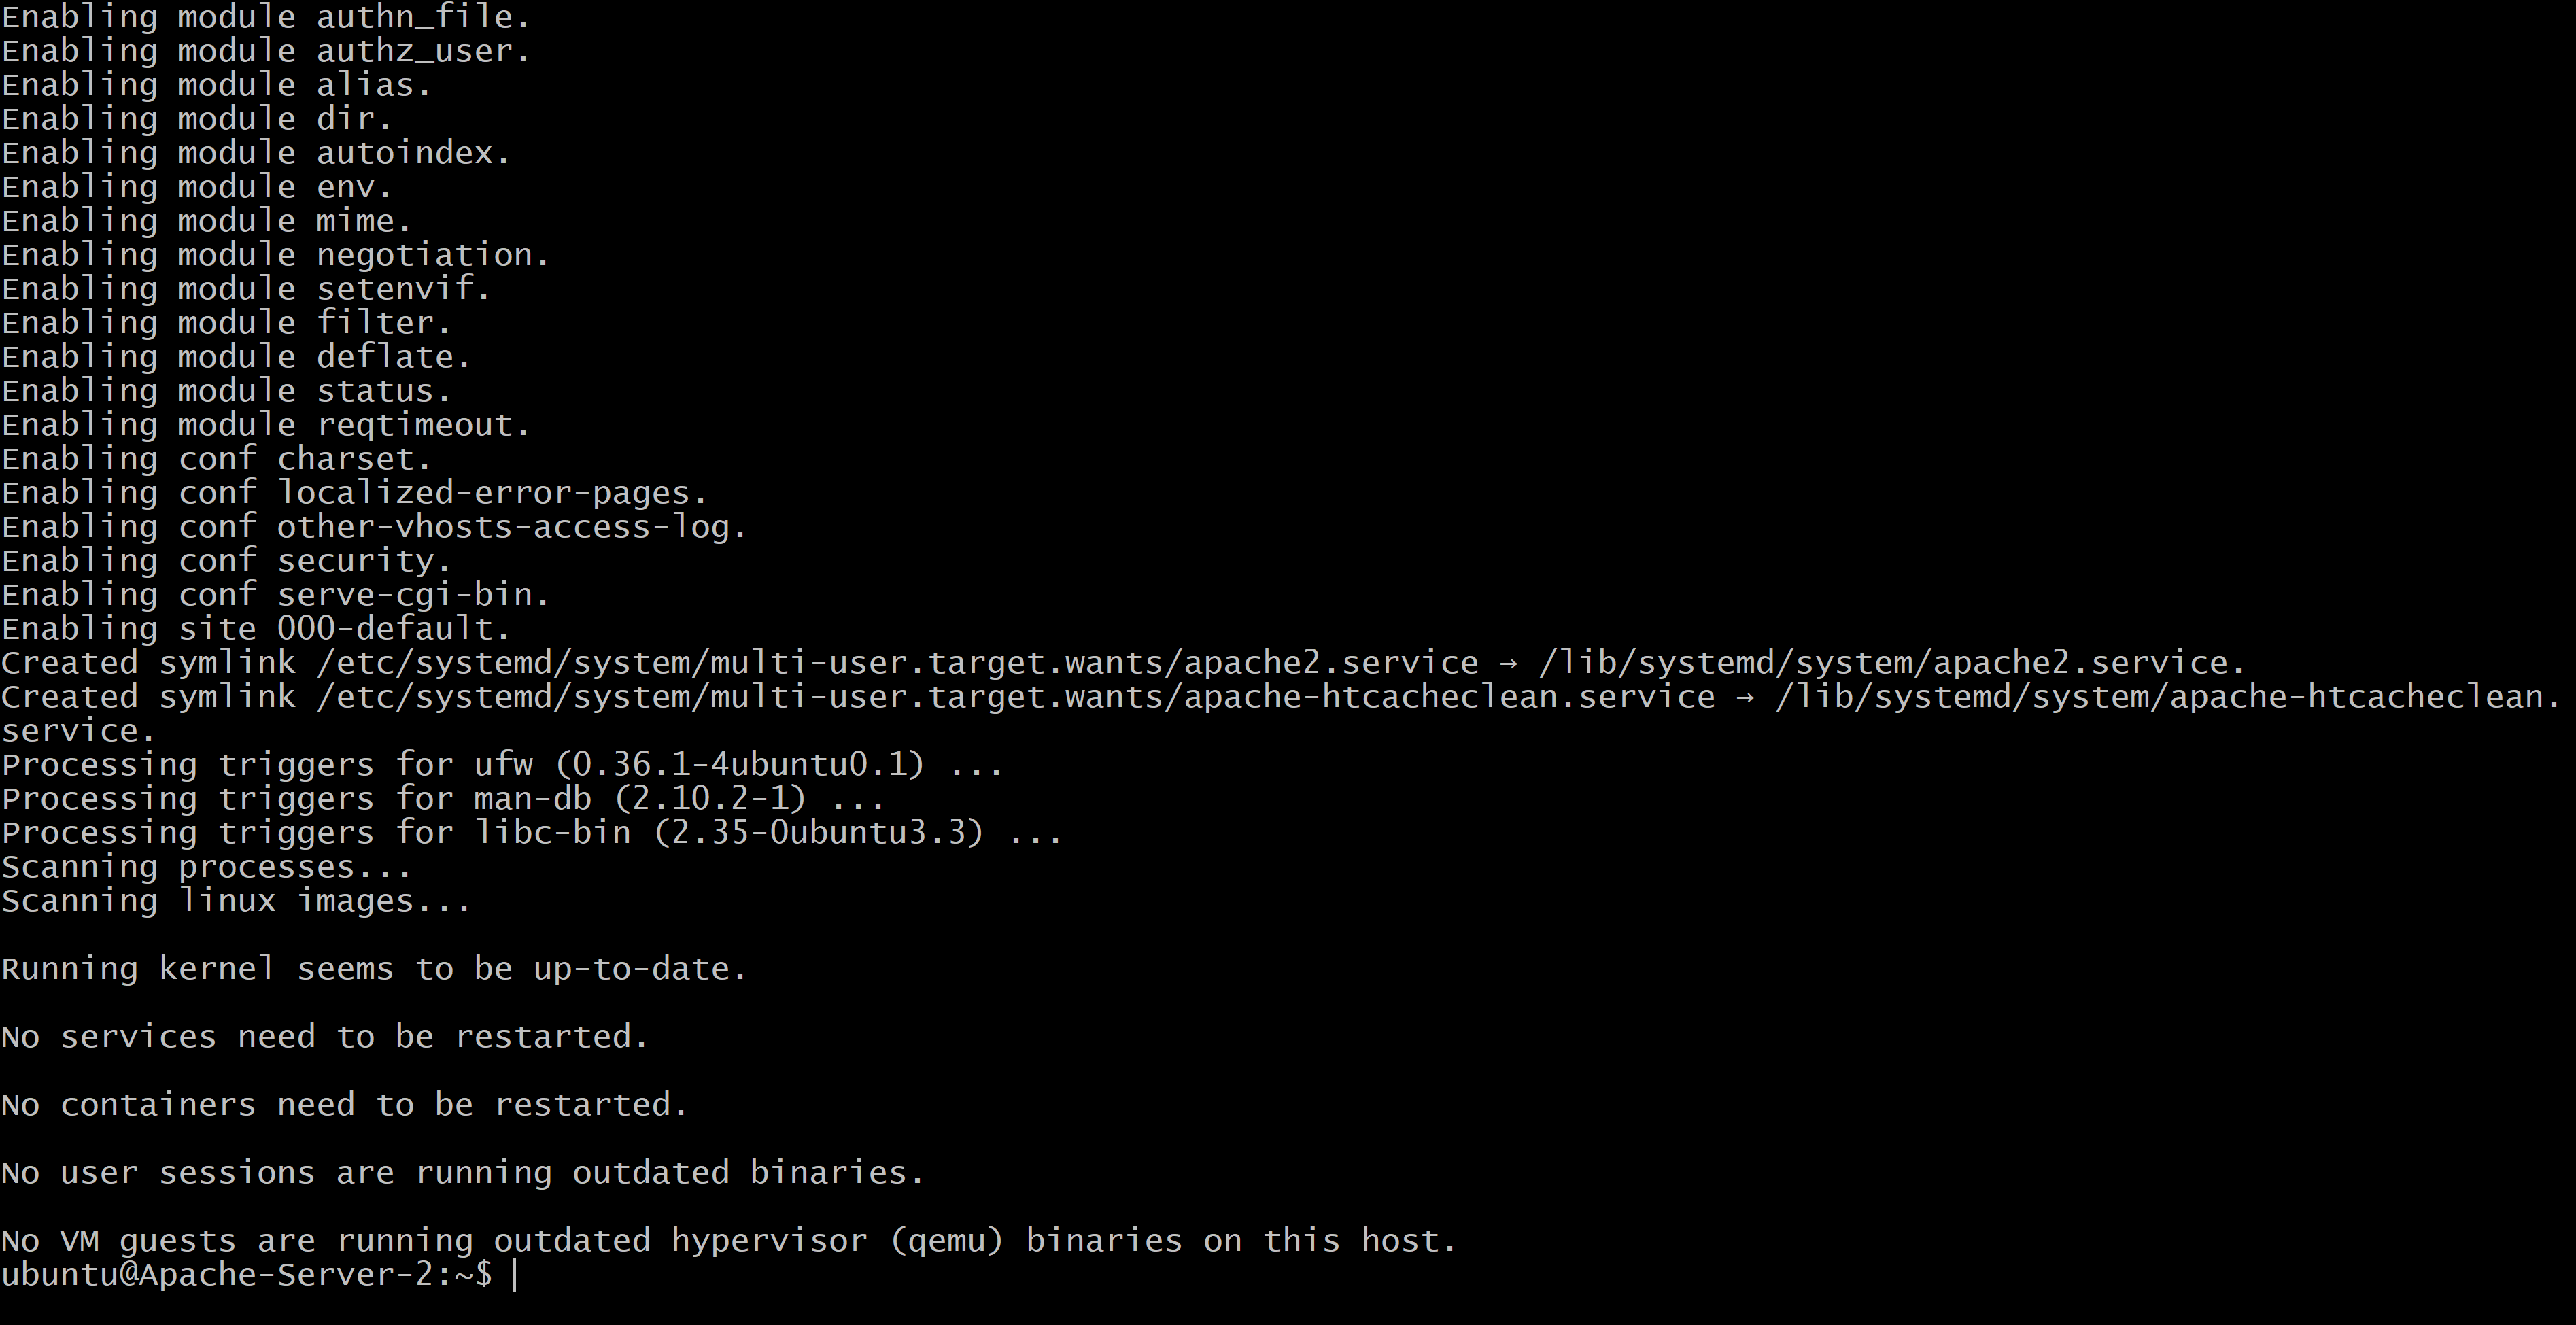 Enabling module authn_file.
Enabling module authz_user.
Enabling module alias.
Enabling module dir.
Enabling module autoindex.
Enabling module env.
Enabling module mime.
Enabling module negotiation.
Enabling module setenvif.
Enabling module filter.
Enabling module deflate.
Enabling module status.
Enabling module reqtimeout.
Enabling conf charset.
Enabling conf localized-error-pages.
Enabling conf other-vhosts-access-log.
Enabling conf security.
Enabling conf serve-cgi-bin.
Enabling site 000-default.
Created symlink /etc/systemd/system/multi-user.target.wants/apache2.service → /lib/systemd/system/apache2.service.
Created symlink /etc/systemd/system/multi-user.target.wants/apache-htcacheclean.service → /lib/systemd/system/apache-htcacheclean.
service.
Processing triggers for ufw (0.36.1-4ubuntu0.1) ...
Processing triggers for man-db (2.10.2-1) ...
Processing triggers for libc-bin (2.35-0ubuntu3.3) ...
Scanning processes...
Scanning linux images...
Running kernel seems to be up-to-date.
No services need to be restarted.
No containers need to be restarted.
No user sessions are running outdated binaries.
No VM guests are running outdated hypervisor (qemu) binaries on this host.
ubuntu@Apache-Server-2:~$